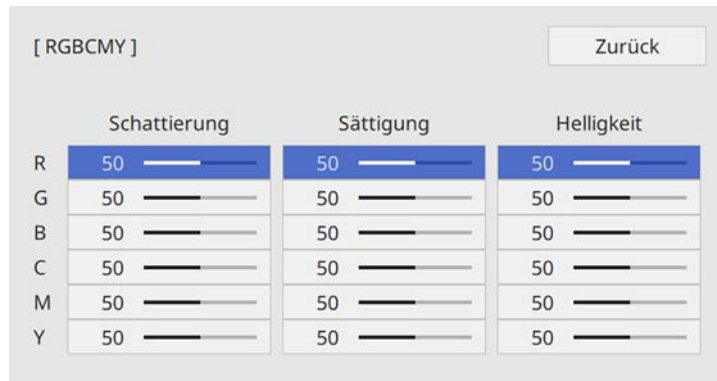 [ RGBCMY ] Zurück
Schattierung Sättigung Helligkeit
R 50 50 50
G 50 50 50
B 50 50 50
C 50 50 50
M 50 50 50
Y 50 50 50